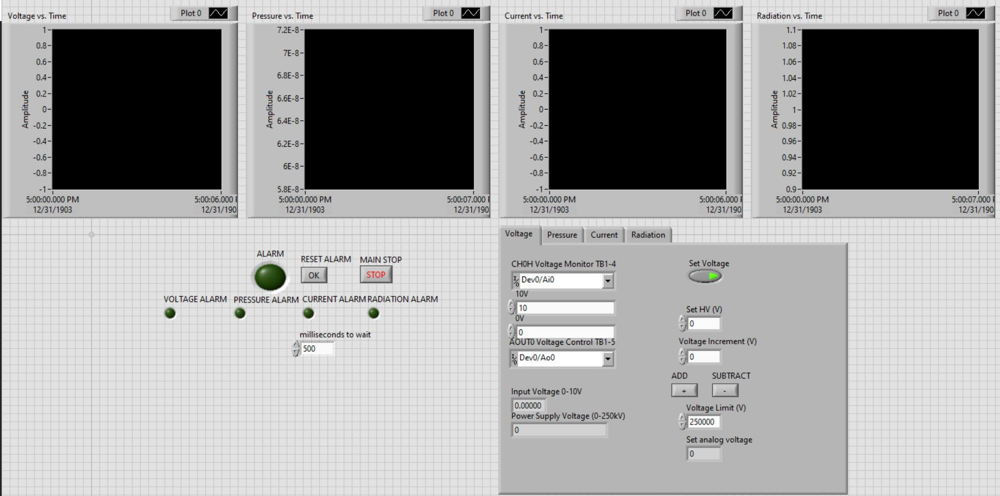 Voltage vs. Time
Plot 0
1
0.8
0.6
0.4
0.2
0
-0.2
-0.4
-0.6
-0.8
-1
Amplitude
5:00:00.000 PM
12/31/1903
5:00:06.000
12/31/190
Pressure vs. Time
Plot 0
7.2E-8
7E-8
6.8E-8
6.6E-8
6.4E-8
6.2E-8
6E-8
5.8E-8
Amplitude
5:00:00.000 PM
12/31/1903
5:00:07.000
12/31/190
Current vs. Time
Plot 0
1
0.8
0.6
0.4
0.2
0
-0.2
-0.4
-0.6
-0.8
-1
Amplitude
5:00:00.000 PM
12/31/1903
5:00:06.000
12/31/190
Radiation vs. Time
Plot 0
1.1
1.08
1.06
1.04
1.02
1
0.98
0.96
0.94
0.92
0.9
Amplitude
5:00:00.000 PM
12/31/1903
5:00:07.000
12/31/190
ALARM
RESET ALARM
OK
MAIN STOP
STOP
VOLTAGE ALARM
PRESSURE ALARM
CURRENT ALARM
RADIATION ALARM
milliseconds to wait
500
Voltage
Pressure
Current
Radiation
CH0H Voltage Monitor TB1-4
I/0
Dev0/Ai0
10V
10
0V
0
AOUT0 Voltage Control TB1-5
I/0
Dev0/Ao0
Input Voltage 0-10V
0.00000
Power Supply Voltage (0-250kV)
0
Set Voltage
Set HV (V)
0
Voltage Increment (V)
0
ADD
+
SUBTRACT
-
Voltage Limit (V)
250000
Set analog voltage
0